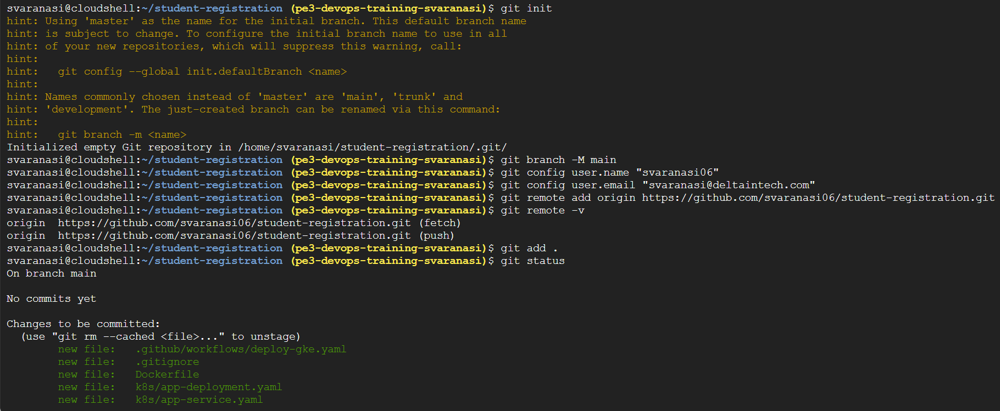 svaranasi@cloudshell:~/student-registration (pe3-devops-training-svaranasi)$ git init
hint: Using 'master' as the name for the initial branch. This default branch name
hint: is subject to change. To configure the initial branch name to use in all
hint: of your new repositories, which will suppress this warning, call:
hint:
hint:   git config --global init.defaultBranch <name>
hint:
hint: Names commonly chosen instead of 'master' are 'main', 'trunk' and
hint: 'development'. The just-created branch can be renamed via this command:
hint:
hint:   git branch -m <name>
Initialized empty Git repository in /home/svaranasi/student-registration/.git/
svaranasi@cloudshell:~/student-registration (pe3-devops-training-svaranasi)$ git branch -M main
svaranasi@cloudshell:~/student-registration (pe3-devops-training-svaranasi)$ git config user.name "svaranasi06"
svaranasi@cloudshell:~/student-registration (pe3-devops-training-svaranasi)$ git config user.email "svaranasi@deltaintech.com"
svaranasi@cloudshell:~/student-registration (pe3-devops-training-svaranasi)$ git remote add origin https://github.com/svaranasi06/student-registration.git
svaranasi@cloudshell:~/student-registration (pe3-devops-training-svaranasi)$ git remote -v
origin  https://github.com/svaranasi06/student-registration.git (fetch)
origin  https://github.com/svaranasi06/student-registration.git (push)
svaranasi@cloudshell:~/student-registration (pe3-devops-training-svaranasi)$ git add .
svaranasi@cloudshell:~/student-registration (pe3-devops-training-svaranasi)$ git status
On branch main

No commits yet

Changes to be committed:
  (use "git rm --cached <file>..." to unstage)
        new file:   .github/workflows/deploy-gke.yaml
        new file:   .gitignore
        new file:   Dockerfile
        new file:   k8s/app-deployment.yaml
        new file:   k8s/app-service.yaml